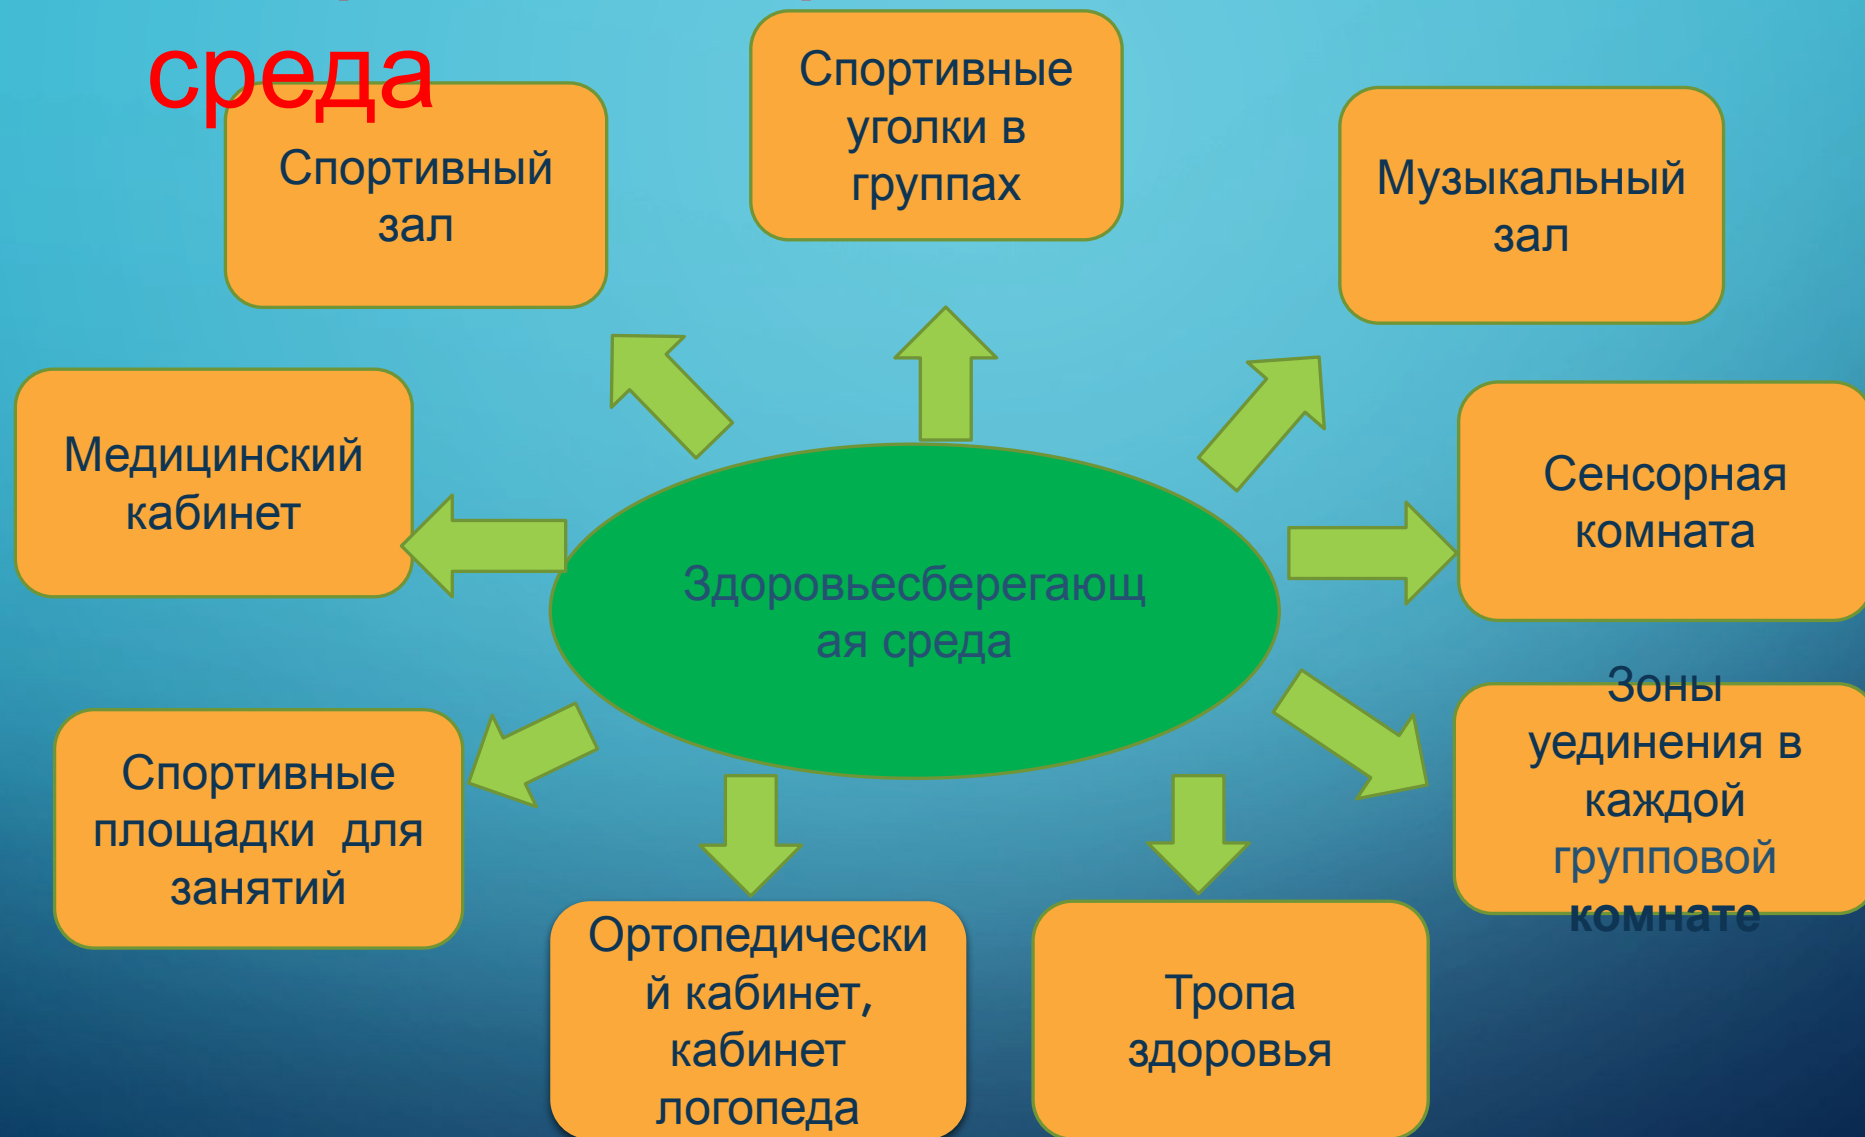 среда
Спортивный
зал
Спортивные
уголки в
группах
Музыкальный
зал
Медицинский
кабинет
Сенсорная
комната
Здоровьесберегающ
ая среда
Зоны
уединения в
каждой
групповой
комнате
Спортивные
площадки для
занятий
Ортопедически
й кабинет,
кабинет
логопеда
Тропа
здоровья